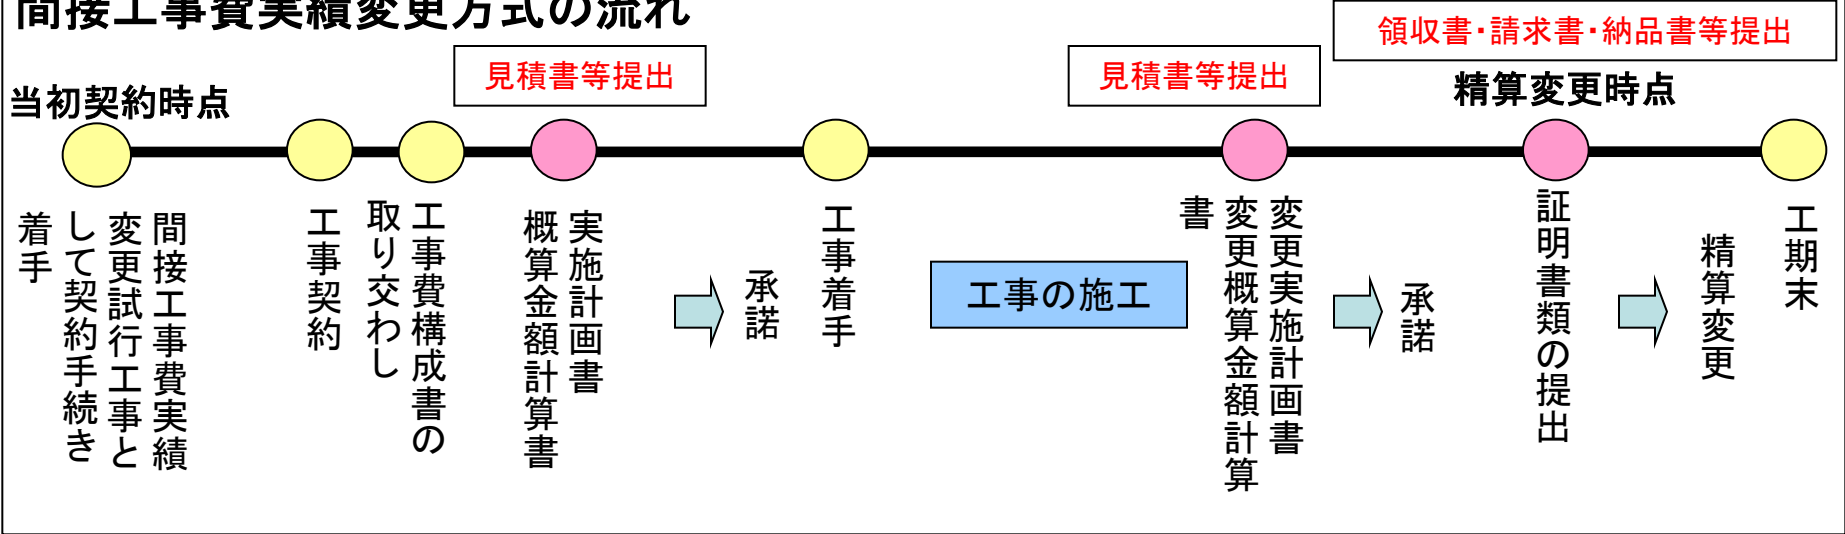 間接工事費実績変更方式の流れ
領収書・請求書・納品書等提出
見積書等提出
見積書等提出
当初契約時点
精算変更時点
間接工事費実績
変更試行工事と
して契約手続き
着手
工事契約
工事費構成書の
取り交わし
実施計画書
概算金額計算書
承諾
工事着手
工事の施工
変更実施計画書
変更概算金額計算
書
承諾
証明書類の提出
精算変更
工期末